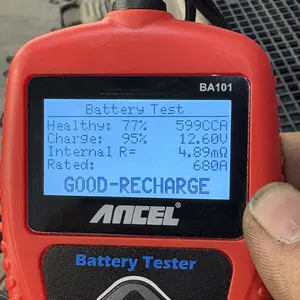 BA101
Battery Test
Healthy: 77% 599CCA
Charge: 95% 12.60V
Internal R= 4.89mΩ
Rated: 680A
GOOD-RECHARGE
ANCEL
Battery Tester